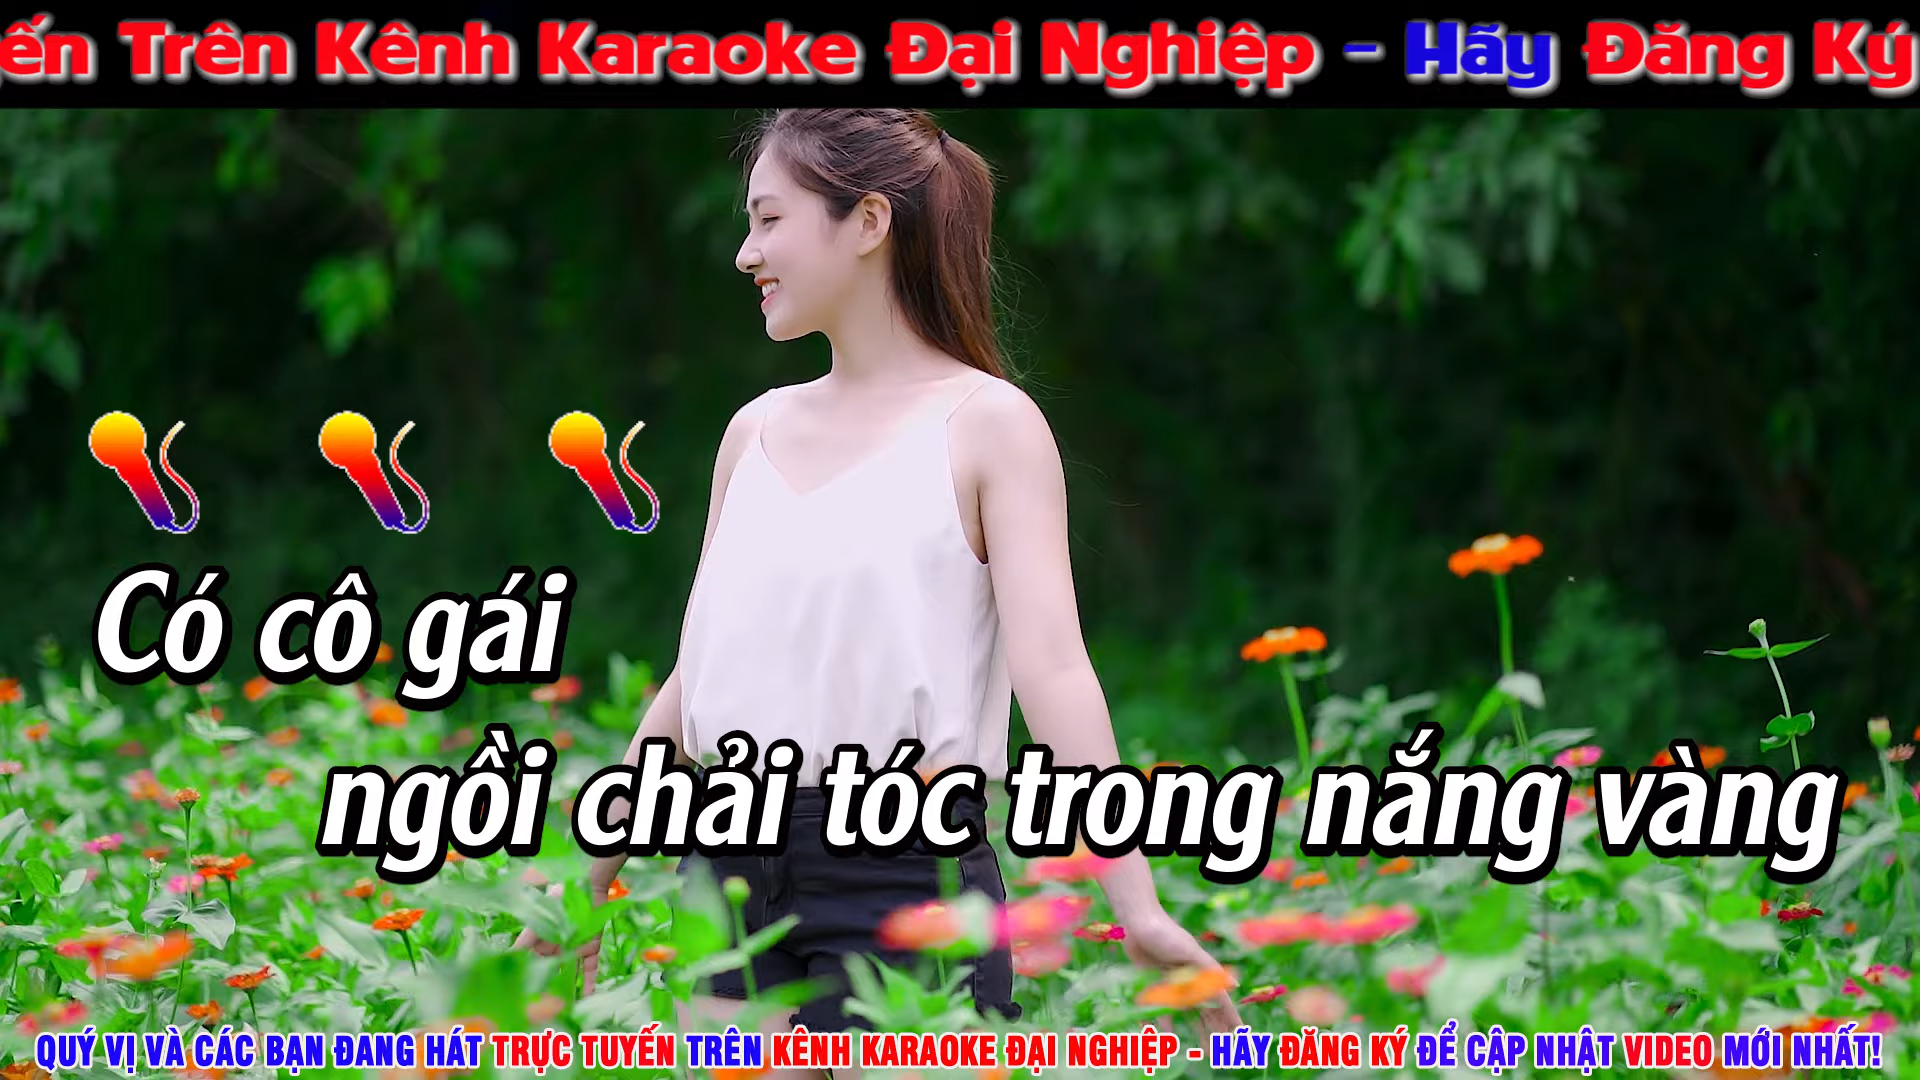 ến Trên Kênh Karaoke Đại Nghiệp - Hãy Đăng Ký
Có cô gái
ngồi chải tóc trong nắng vàng
QUÝ VỊ VÀ CÁC BẠN ĐANG HÁT TRỰC TUYẾN TRÊN KÊNH KARAOKE ĐẠI NGHIỆP - HÃY ĐĂNG KÝ ĐỂ CẬP NHẬT VIDEO MỚI NHẤT!